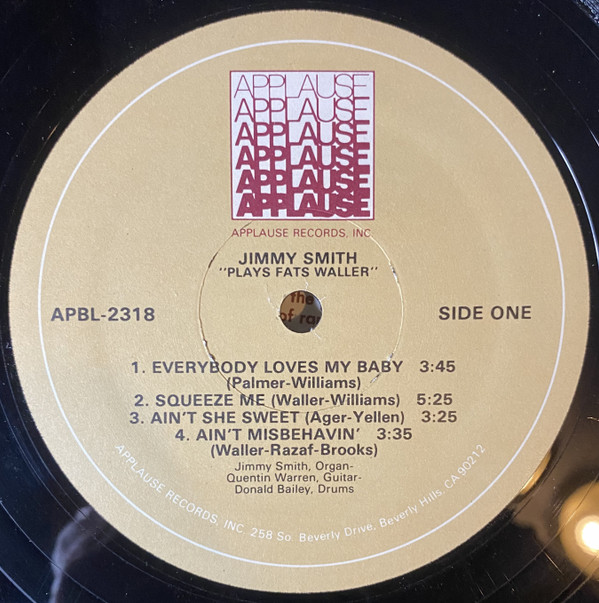 APPLAUSE
APPLAUSE
APPLAUSE
APPLAUSE
APPLAUSE
APPLAUSE
APPLAUSE RECORDS, INC.
JIMMY SMITH
"PLAYS FATS WALLER"
the
of
APBL-2318
SIDE ONE
1. EVERYBODY LOVES MY BABY 3:45
(Palmer-Williams)
2. SQUEEZE ME (Waller-Williams) 5:25
3. AIN'T SHE SWEET (Ager-Yellen) 3:25
4. AIN'T MISBEHAVIN' 3:35
(Waller-Razaf-Brooks)
Jimmy Smith, Organ-
Quentin Warren, Guitar-
Donald Bailey, Drums
APPLAUSE RECORDS, INC. 258 So. Beverly Drive, Beverly Hills, CA 90212